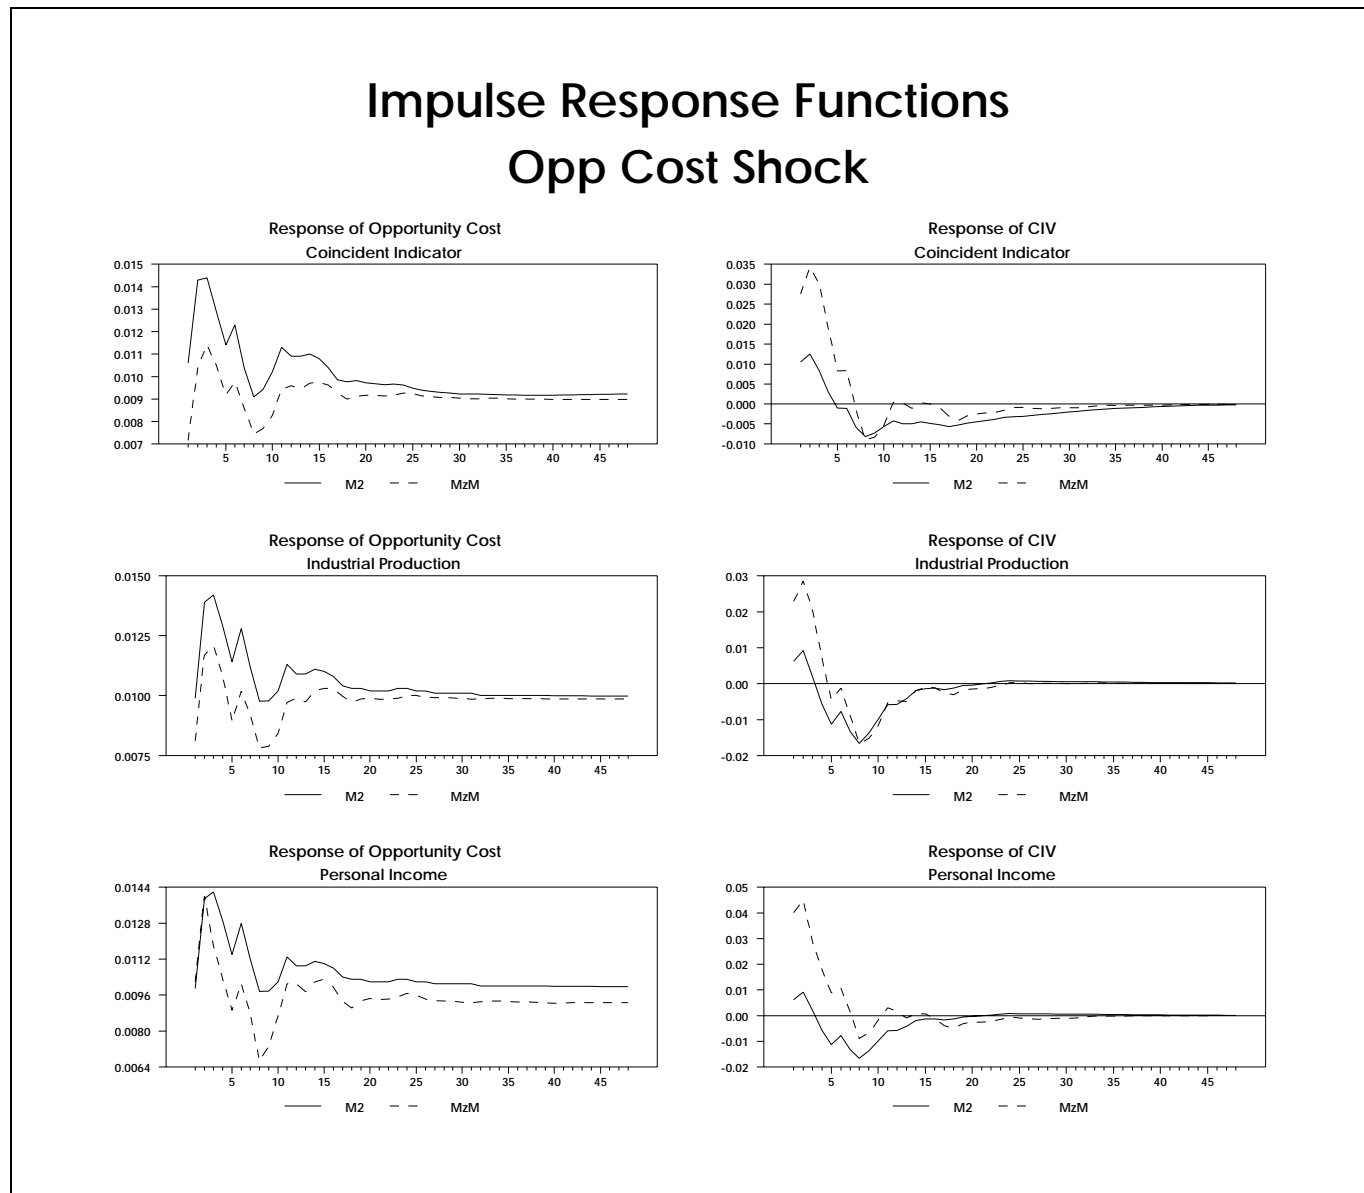 Impulse Response Functions
Opp Cost Shock
Response of Opportunity Cost
Coincident Indicator
0.015
0.014
0.013
0.012
0.011
0.010
0.009
0.008
0.007
5 10 15 20 25 30 35 40 45
M2 MzM
Response of CIV
Coincident Indicator
0.035
0.030
0.025
0.020
0.015
0.010
0.005
0.000
-0.005
-0.010
5 10 15 20 25 30 35 40 45
M2 MzM
Response of Opportunity Cost
Industrial Production
0.0150
0.0125
0.0100
0.0075
5 10 15 20 25 30 35 40 45
M2 MzM
Response of CIV
Industrial Production
0.03
0.02
0.01
0.00
-0.01
-0.02
5 10 15 20 25 30 35 40 45
M2 MzM
Response of Opportunity Cost
Personal Income
0.0144
0.0128
0.0112
0.0096
0.0080
0.0064
5 10 15 20 25 30 35 40 45
M2 MzM
Response of CIV
Personal Income
0.05
0.04
0.03
0.02
0.01
0.00
-0.01
-0.02
5 10 15 20 25 30 35 40 45
M2 MzM